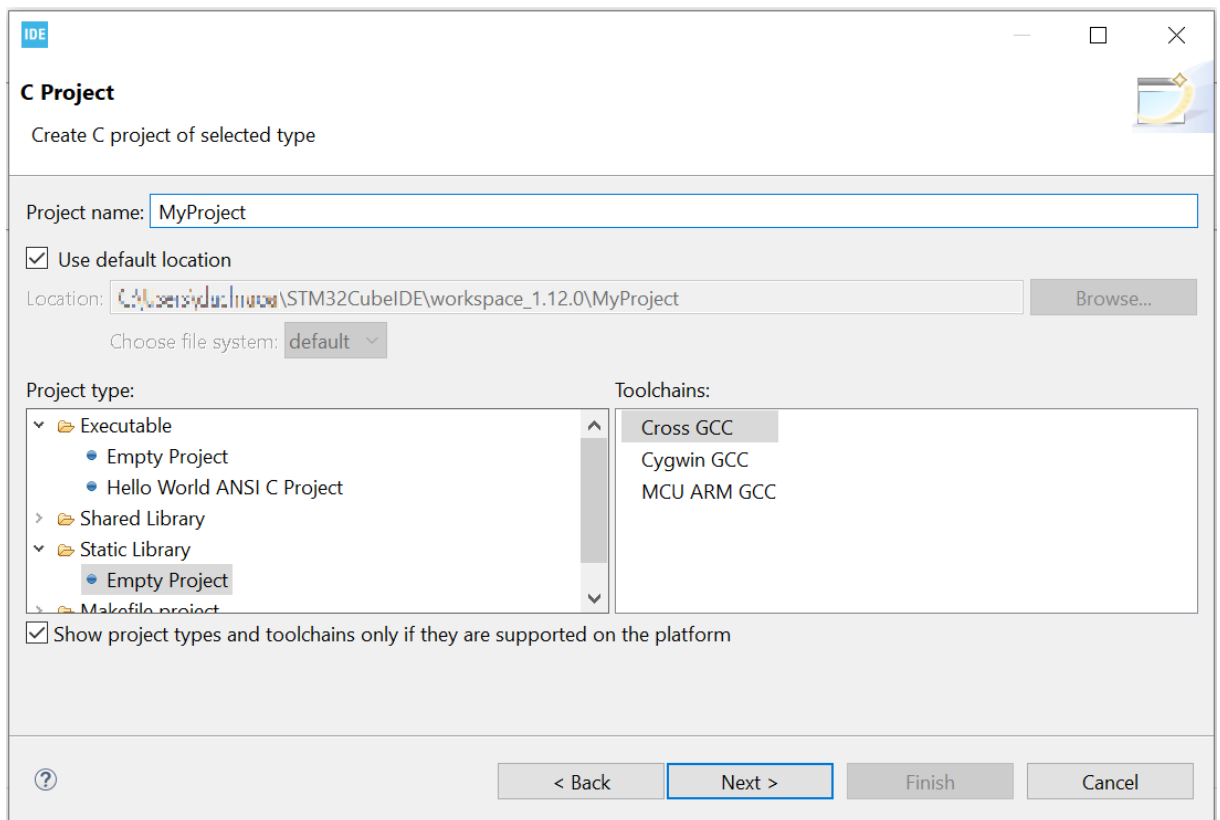 IDE
C Project
Create C project of selected type
Project name: MyProject
Use default location
Location: \STM32CubeIDE\workspace_1.12.0\MyProject Browse...
Choose file system: default
Project type: Toolchains:
Executable Cross GCC
Empty Project Cygwin GCC
Hello World ANSI C Project MCU ARM GCC
Shared Library
Static Library
Empty Project
Makefile project
Show project types and toolchains only if they are supported on the platform
? < Back Next > Finish Cancel